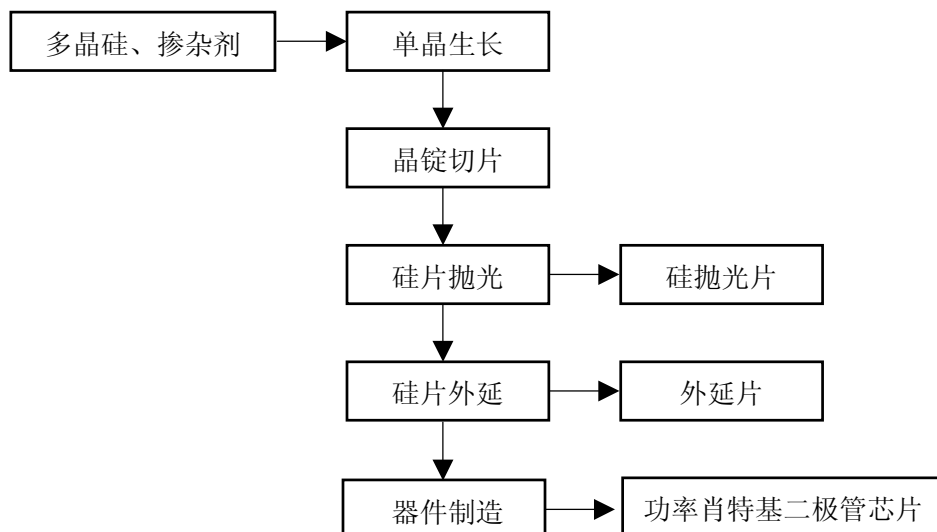 多晶硅、掺杂剂
单晶生长
晶锭切片
硅片抛光
硅抛光片
硅片外延
外延片
器件制造
功率肖特基二极管芯片